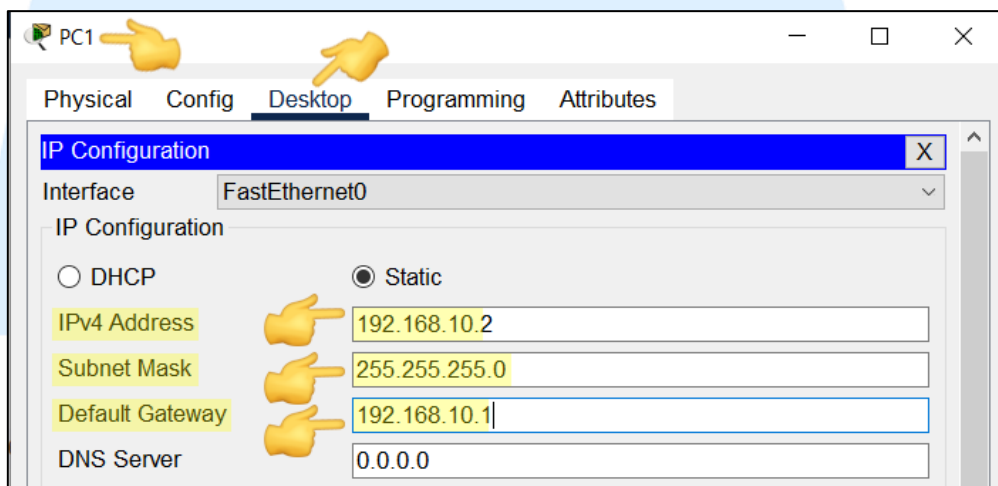 PC1
Physical Config Desktop Programming Attributes
IP Configuration X
Interface FastEthernet0
IP Configuration
DHCP Static
IPv4 Address 192.168.10.2
Subnet Mask 255.255.255.0
Default Gateway 192.168.10.1
DNS Server 0.0.0.0